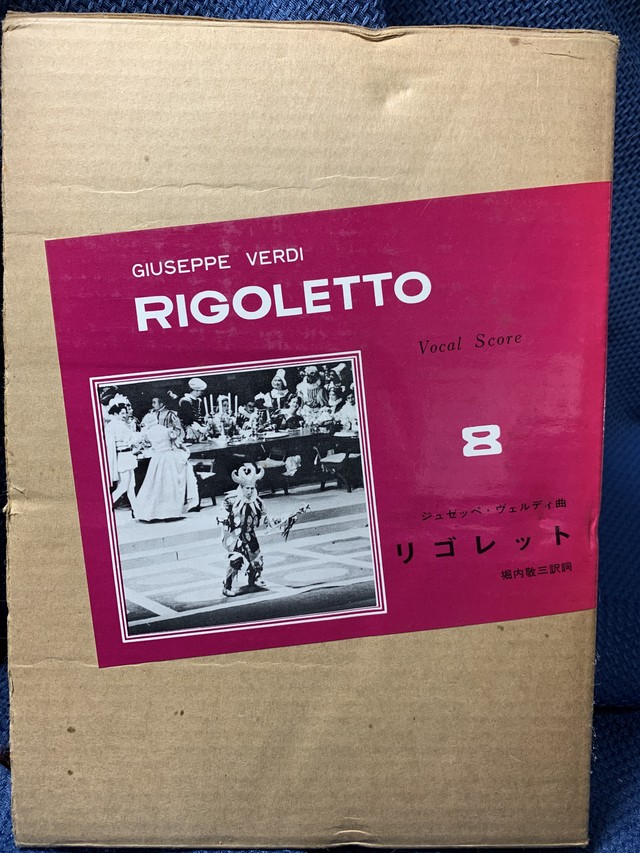 GIUSEPPE VERDI
RIGOLETTO
Vocal Score
8
ジュゼッペ・ヴェルディ曲
リゴレット
堀内敬三訳詞